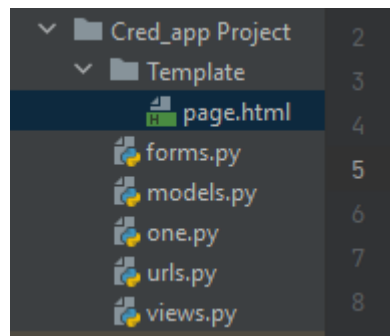 Cred_app Project
Template
page.html
forms.py
models.py
one.py
urls.py
views.py
2
3
4
5
6
7
8